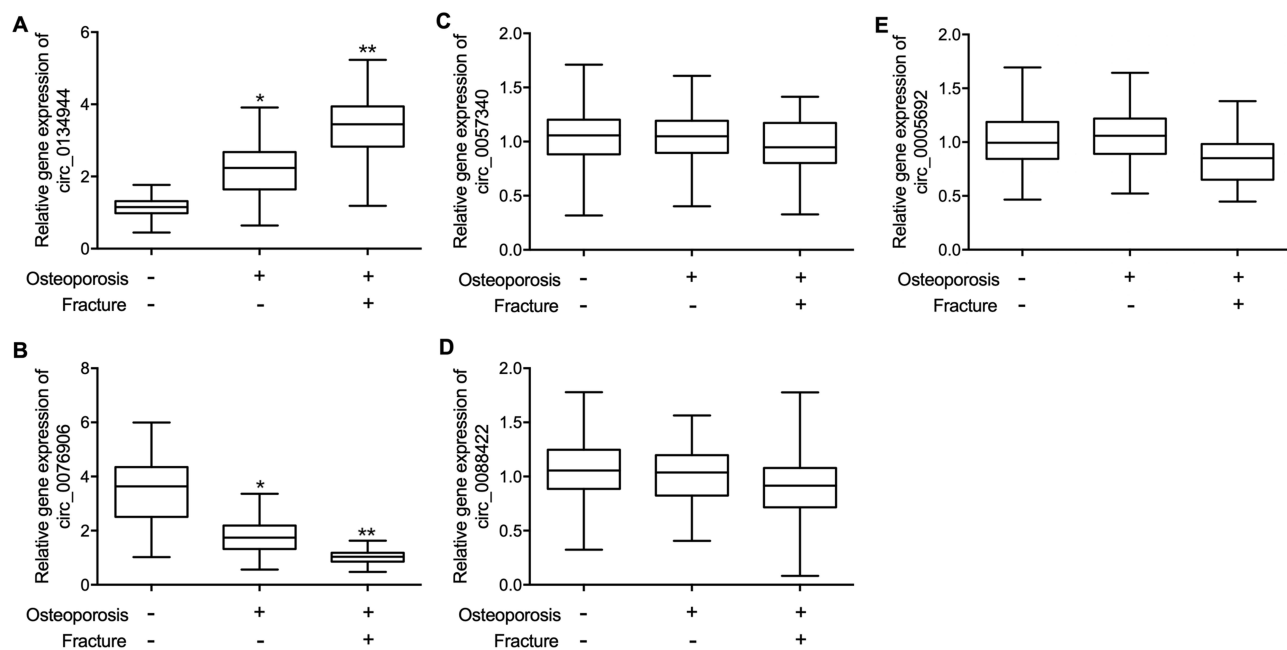 A
Relative gene expression of
circ_0134944
6
4
2
0
*
**
Osteoporosis - + +
Fracture - - +
B
Relative gene expression of
circ_0076906
8
6
4
2
0
*
**
Osteoporosis - + +
Fracture - - +
C
Relative gene expression of
circ_0057340
2.0
1.5
1.0
0.5
0.0
Osteoporosis - + +
Fracture - - +
D
Relative gene expression of
circ_0088422
2.0
1.5
1.0
0.5
0.0
Osteoporosis - + +
Fracture - - +
E
Relative gene expression of
circ_0005692
2.0
1.5
1.0
0.5
0.0
Osteoporosis - + +
Fracture - - +